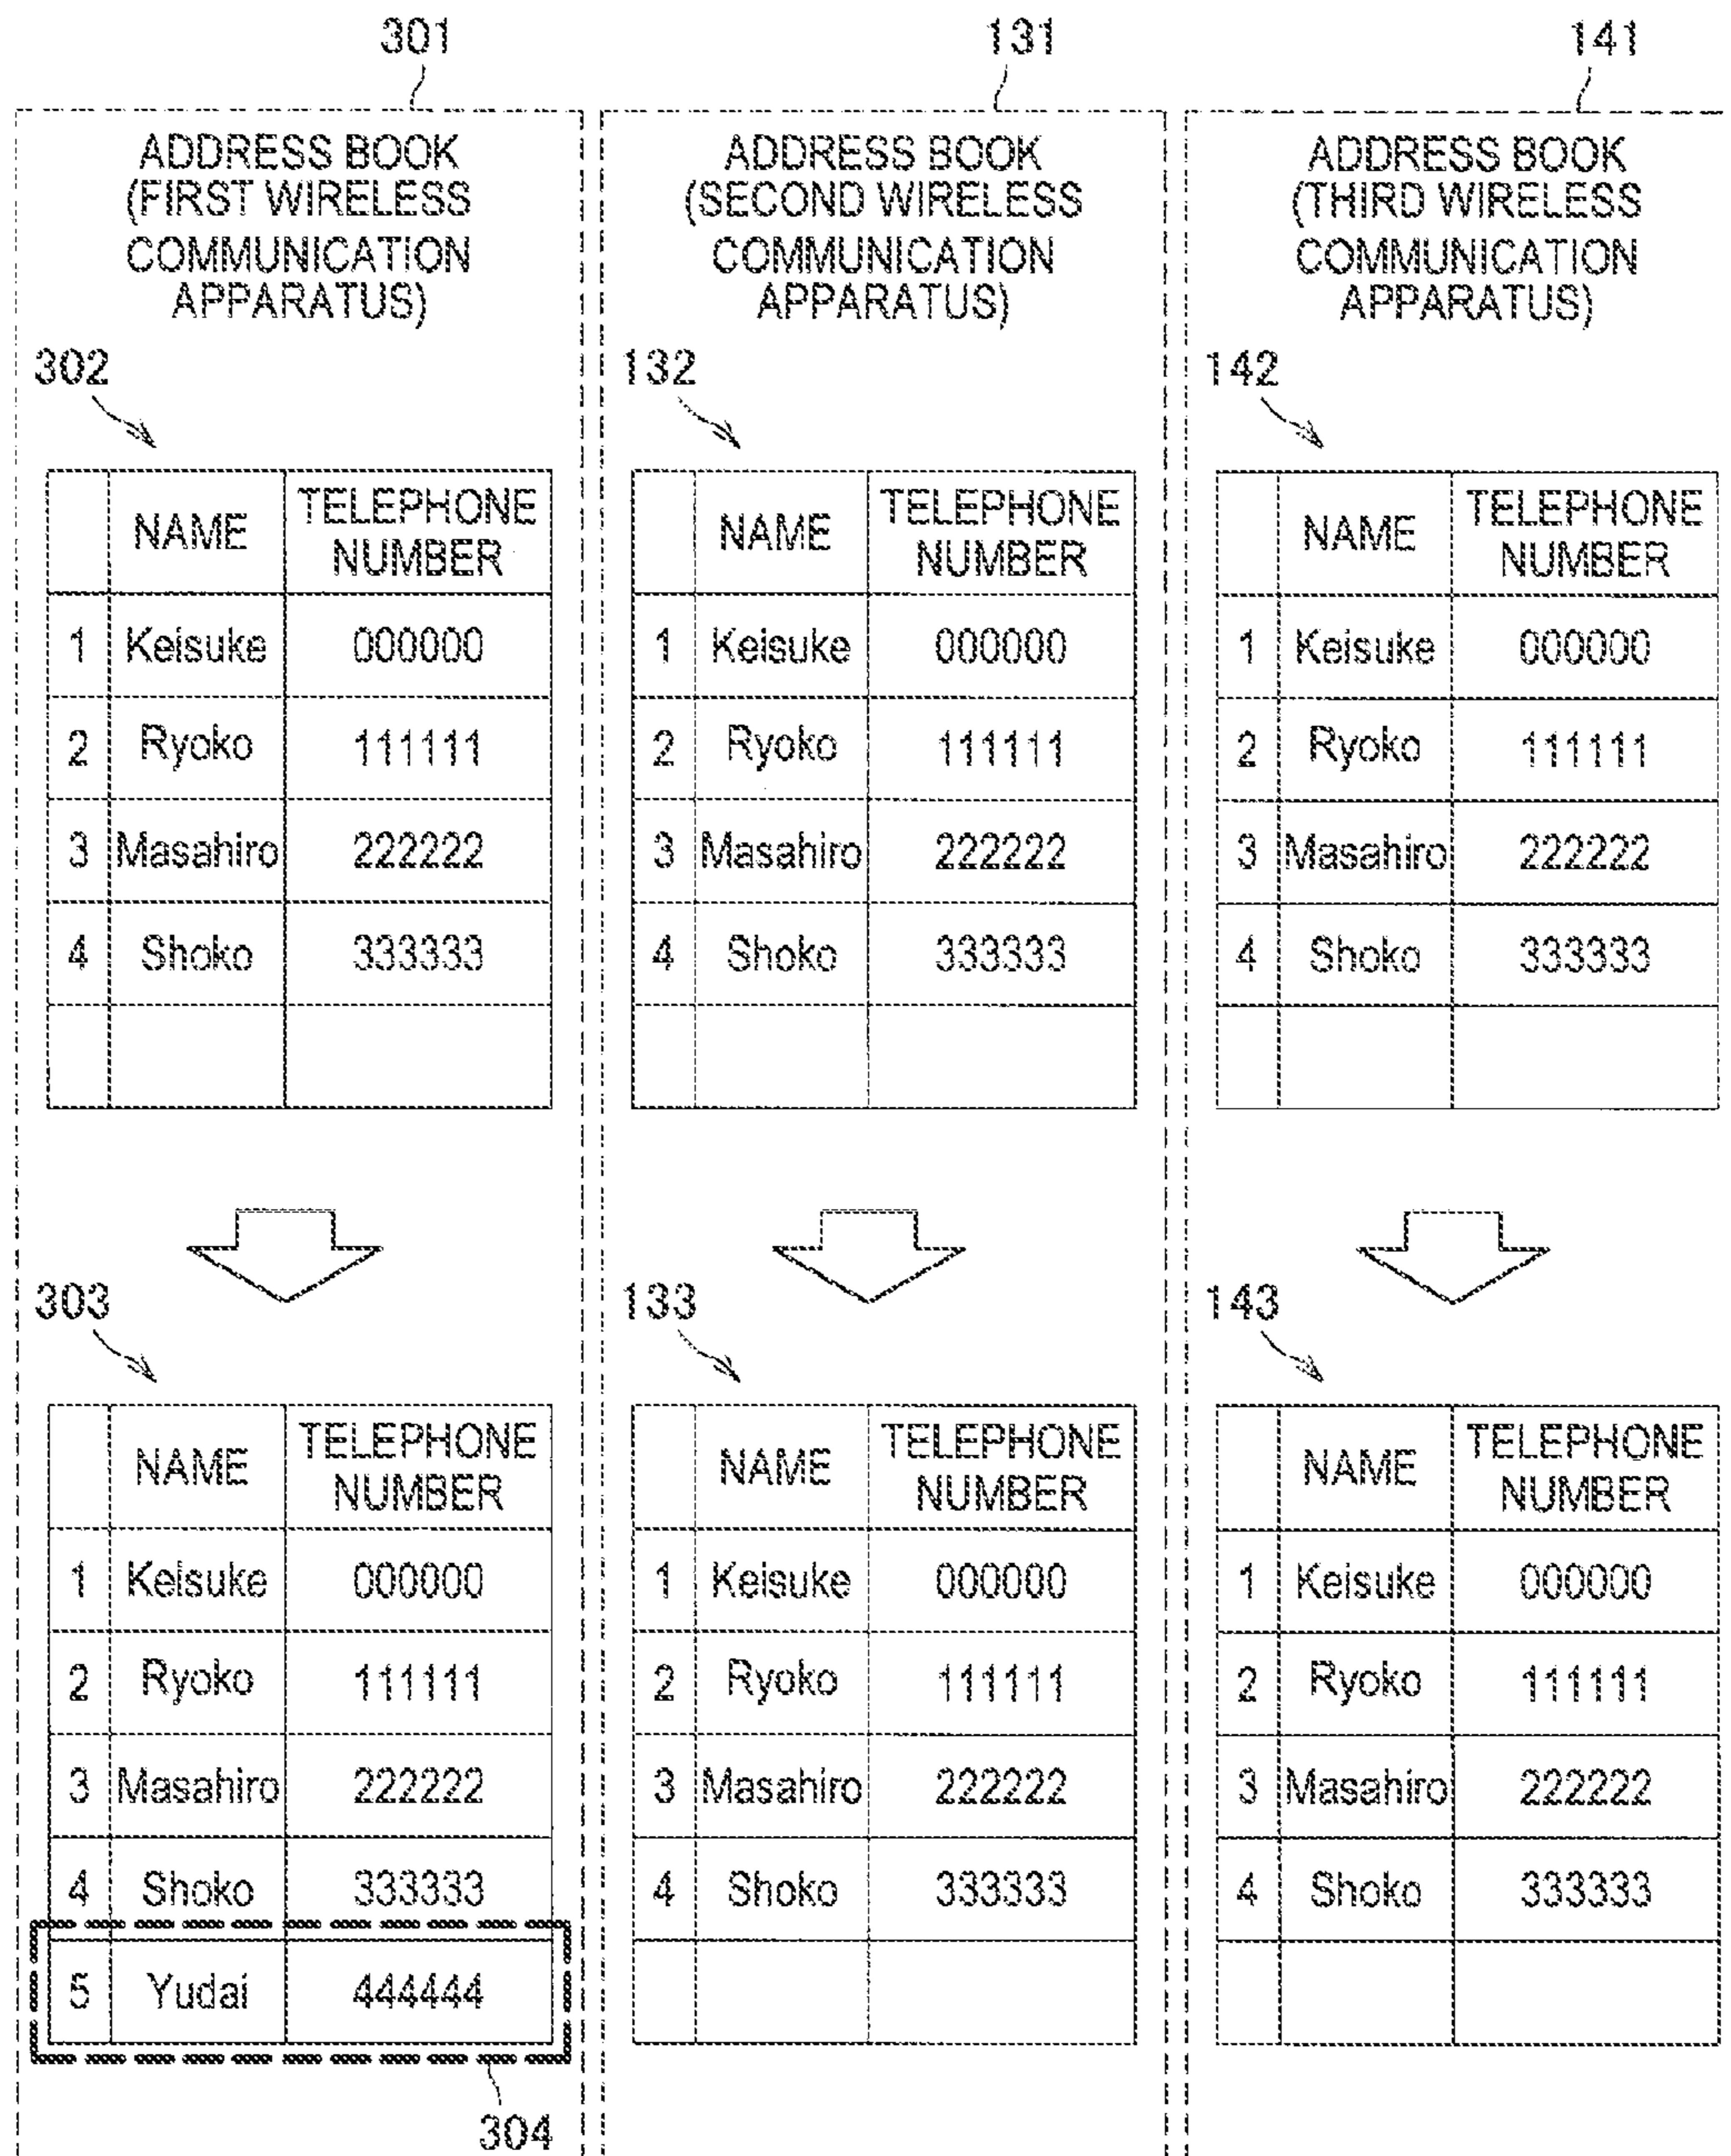 301
ADDRESS BOOK
(FIRST WIRELESS
COMMUNICATION
APPARATUS)
302
NAME TELEPHONE
NUMBER
1 Keisuke 000000
2 Ryoko 111111
3 Masahiro 222222
4 Shoko 333333
303
NAME TELEPHONE
NUMBER
1 Keisuke 000000
2 Ryoko 111111
3 Masahiro 222222
4 Shoko 333333
5 Yudai 444444
304
131
ADDRESS BOOK
(SECOND WIRELESS
COMMUNICATION
APPARATUS)
132
NAME TELEPHONE
NUMBER
1 Keisuke 000000
2 Ryoko 111111
3 Masahiro 222222
4 Shoko 333333
133
NAME TELEPHONE
NUMBER
1 Keisuke 000000
2 Ryoko 111111
3 Masahiro 222222
4 Shoko 333333
141
ADDRESS BOOK
(THIRD WIRELESS
COMMUNICATION
APPARATUS)
142
NAME TELEPHONE
NUMBER
1 Keisuke 000000
2 Ryoko 111111
3 Masahiro 222222
4 Shoko 333333
143
NAME TELEPHONE
NUMBER
1 Keisuke 000000
2 Ryoko 111111
3 Masahiro 222222
4 Shoko 333333